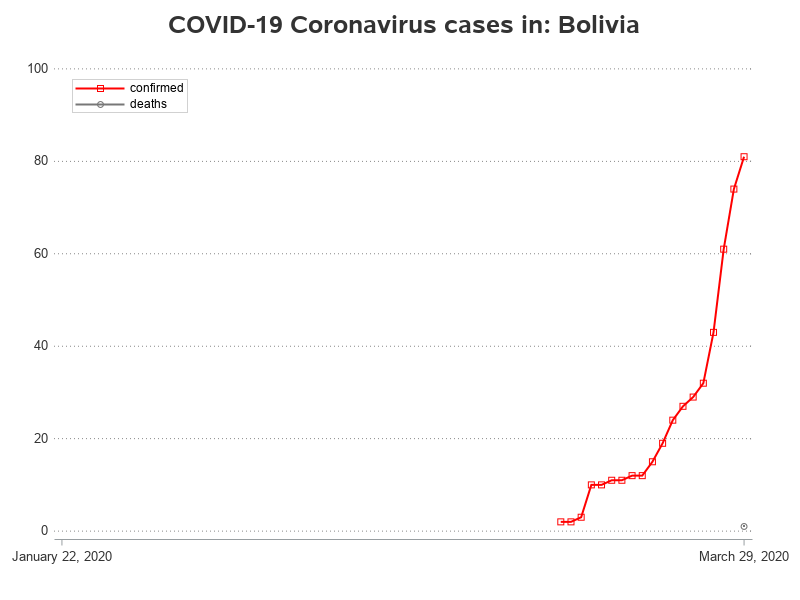 COVID-19 Coronavirus cases in: Bolivia
100
confirmed
deaths
80
60
40
20
0
January 22, 2020
March 29, 2020